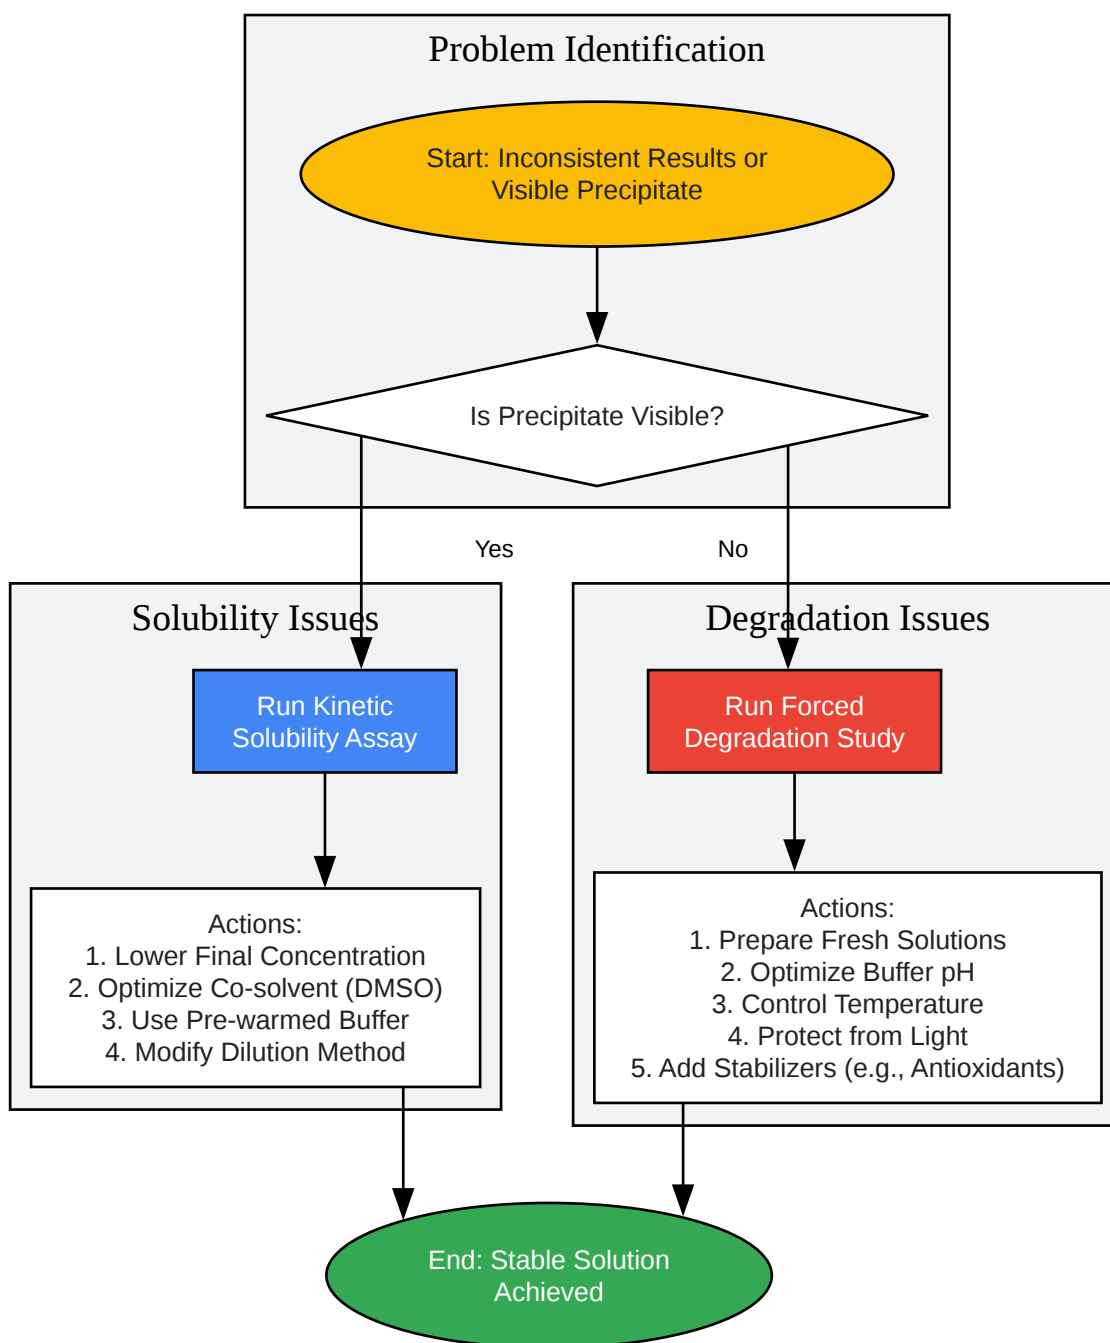 Problem Identification
Start: Inconsistent Results or
Visible Precipitate
Is Precipitate Visible?
Yes
No
Solubility Issues
Run Kinetic
Solubility Assay
Actions:
1. Lower Final Concentration
2. Optimize Co-solvent (DMSO)
3. Use Pre-warmed Buffer
4. Modify Dilution Method
Degradation Issues
Run Forced
Degradation Study
Actions:
1. Prepare Fresh Solutions
2. Optimize Buffer pH
3. Control Temperature
4. Protect from Light
5. Add Stabilizers (e.g., Antioxidants)
End: Stable Solution
Achieved